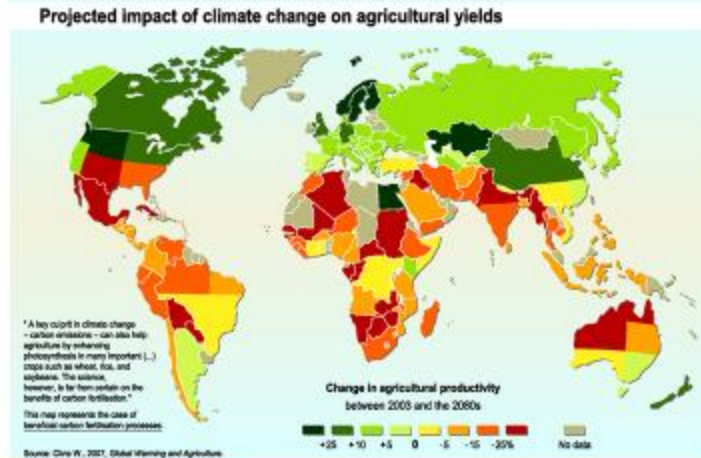 Projected impact of climate change on agricultural yields
" A key culprit in climate change
– carbon emissions – can also help
agriculture by enhancing
photosynthesis in many important (...)
crops such as wheat, rice, and
soybeans. The science,
however, is far from certain on the
benefits of carbon fertilisation."
This map represents the case of
beneficial carbon fertilisation processes.
Change in agricultural productivity
between 2003 and the 2080s
+25 +10 +5 0 -5 -15 -25% No data
Source: Cline W., 2007, Global Warming and Agriculture.